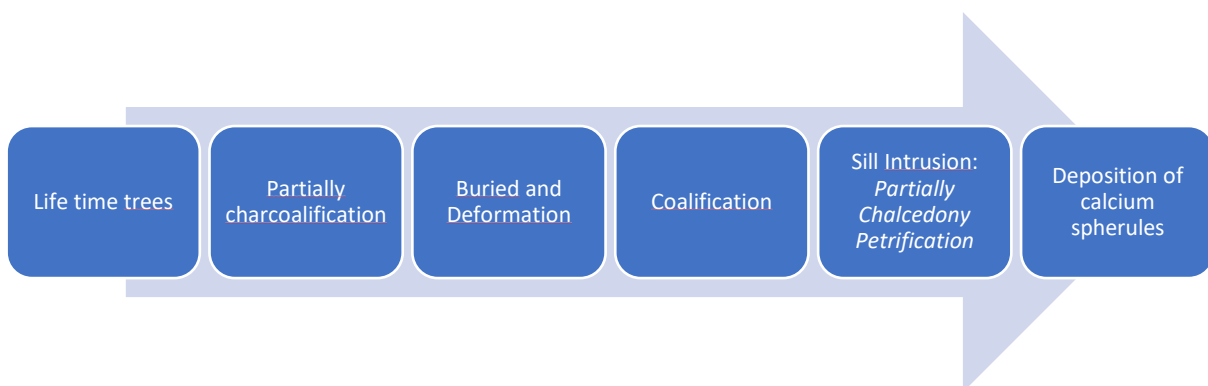 Life time trees
Partially
charcoalification
Buried and
Deformation
Coalification
Sill Intrusion:
Partially
Chalcedony
Petrification
Deposition of
calcium
spherules